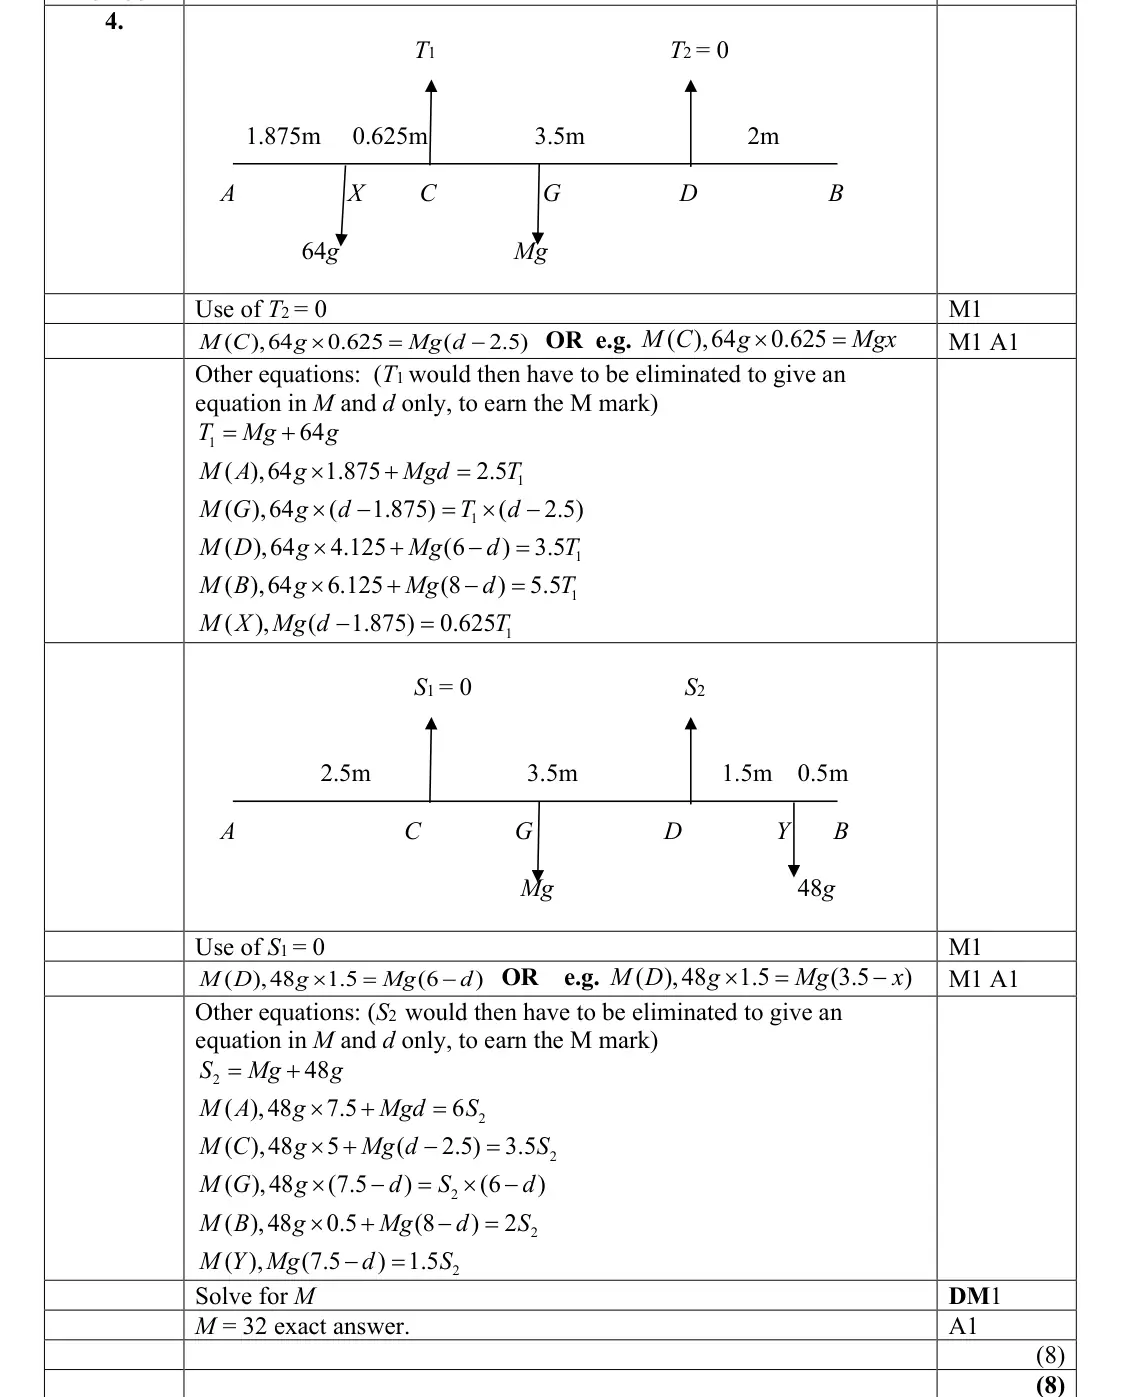 4.
T₁ T₂ = 0
1.875m 0.625m 3.5m 2m
A X C G D B
64g Mg
Use of T₂ = 0 M1
M(C), 64g × 0.625 = Mg(d − 2.5) OR e.g. M(C), 64g × 0.625 = Mgx M1 A1
Other equations: (T₁ would then have to be eliminated to give an
equation in M and d only, to earn the M mark)
T₁ = Mg + 64g
M(A), 64g × 1.875 + Mgd = 2.5T₁
M(G), 64g × (d − 1.875) = T₁ × (d − 2.5)
M(D), 64g × 4.125 + Mg(6 − d) = 3.5T₁
M(B), 64g × 6.125 + Mg(8 − d) = 5.5T₁
M(X), Mg(d − 1.875) = 0.625T₁
S₁ = 0 S₂
2.5m 3.5m 1.5m 0.5m
A C G D Y B
Mg 48g
Use of S₁ = 0 M1
M(D), 48g × 1.5 = Mg(6 − d) OR e.g. M(D), 48g × 1.5 = Mg(3.5 − x) M1 A1
Other equations: (S₂ would then have to be eliminated to give an
equation in M and d only, to earn the M mark)
S₂ = Mg + 48g
M(A), 48g × 7.5 + Mgd = 6S₂
M(C), 48g × 5 + Mg(d − 2.5) = 3.5S₂
M(G), 48g × (7.5 − d) = S₂ × (6 − d)
M(B), 48g × 0.5 + Mg(8 − d) = 2S₂
M(Y), Mg(7.5 − d) = 1.5S₂
Solve for M DM1
M = 32 exact answer. A1
(8)
(8)